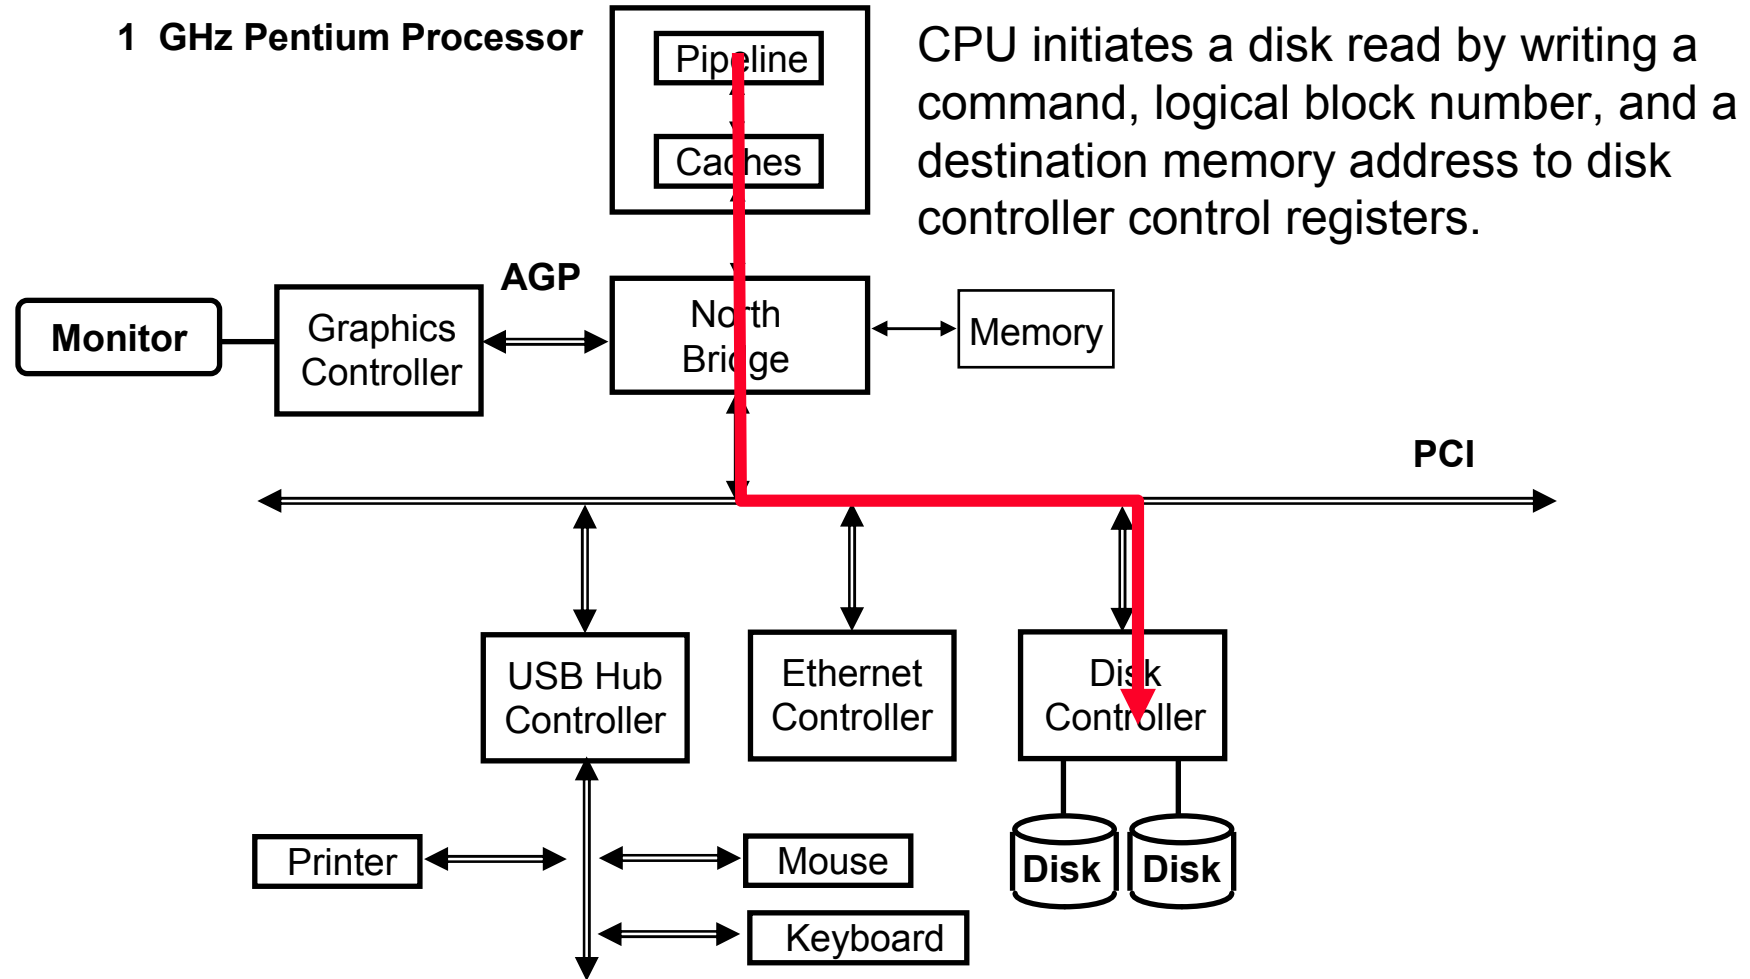 1  GHz Pentium Processor
Pipeline
Caches
CPU initiates a disk read by writing a
command, logical block number, and a
destination memory address to disk
controller control registers.
AGP
Monitor
Graphics
Controller
North
Bridge
Memory
PCI
USB Hub
Controller
Ethernet
Controller
Disk
Controller
Printer
Mouse
Keyboard
Disk
Disk